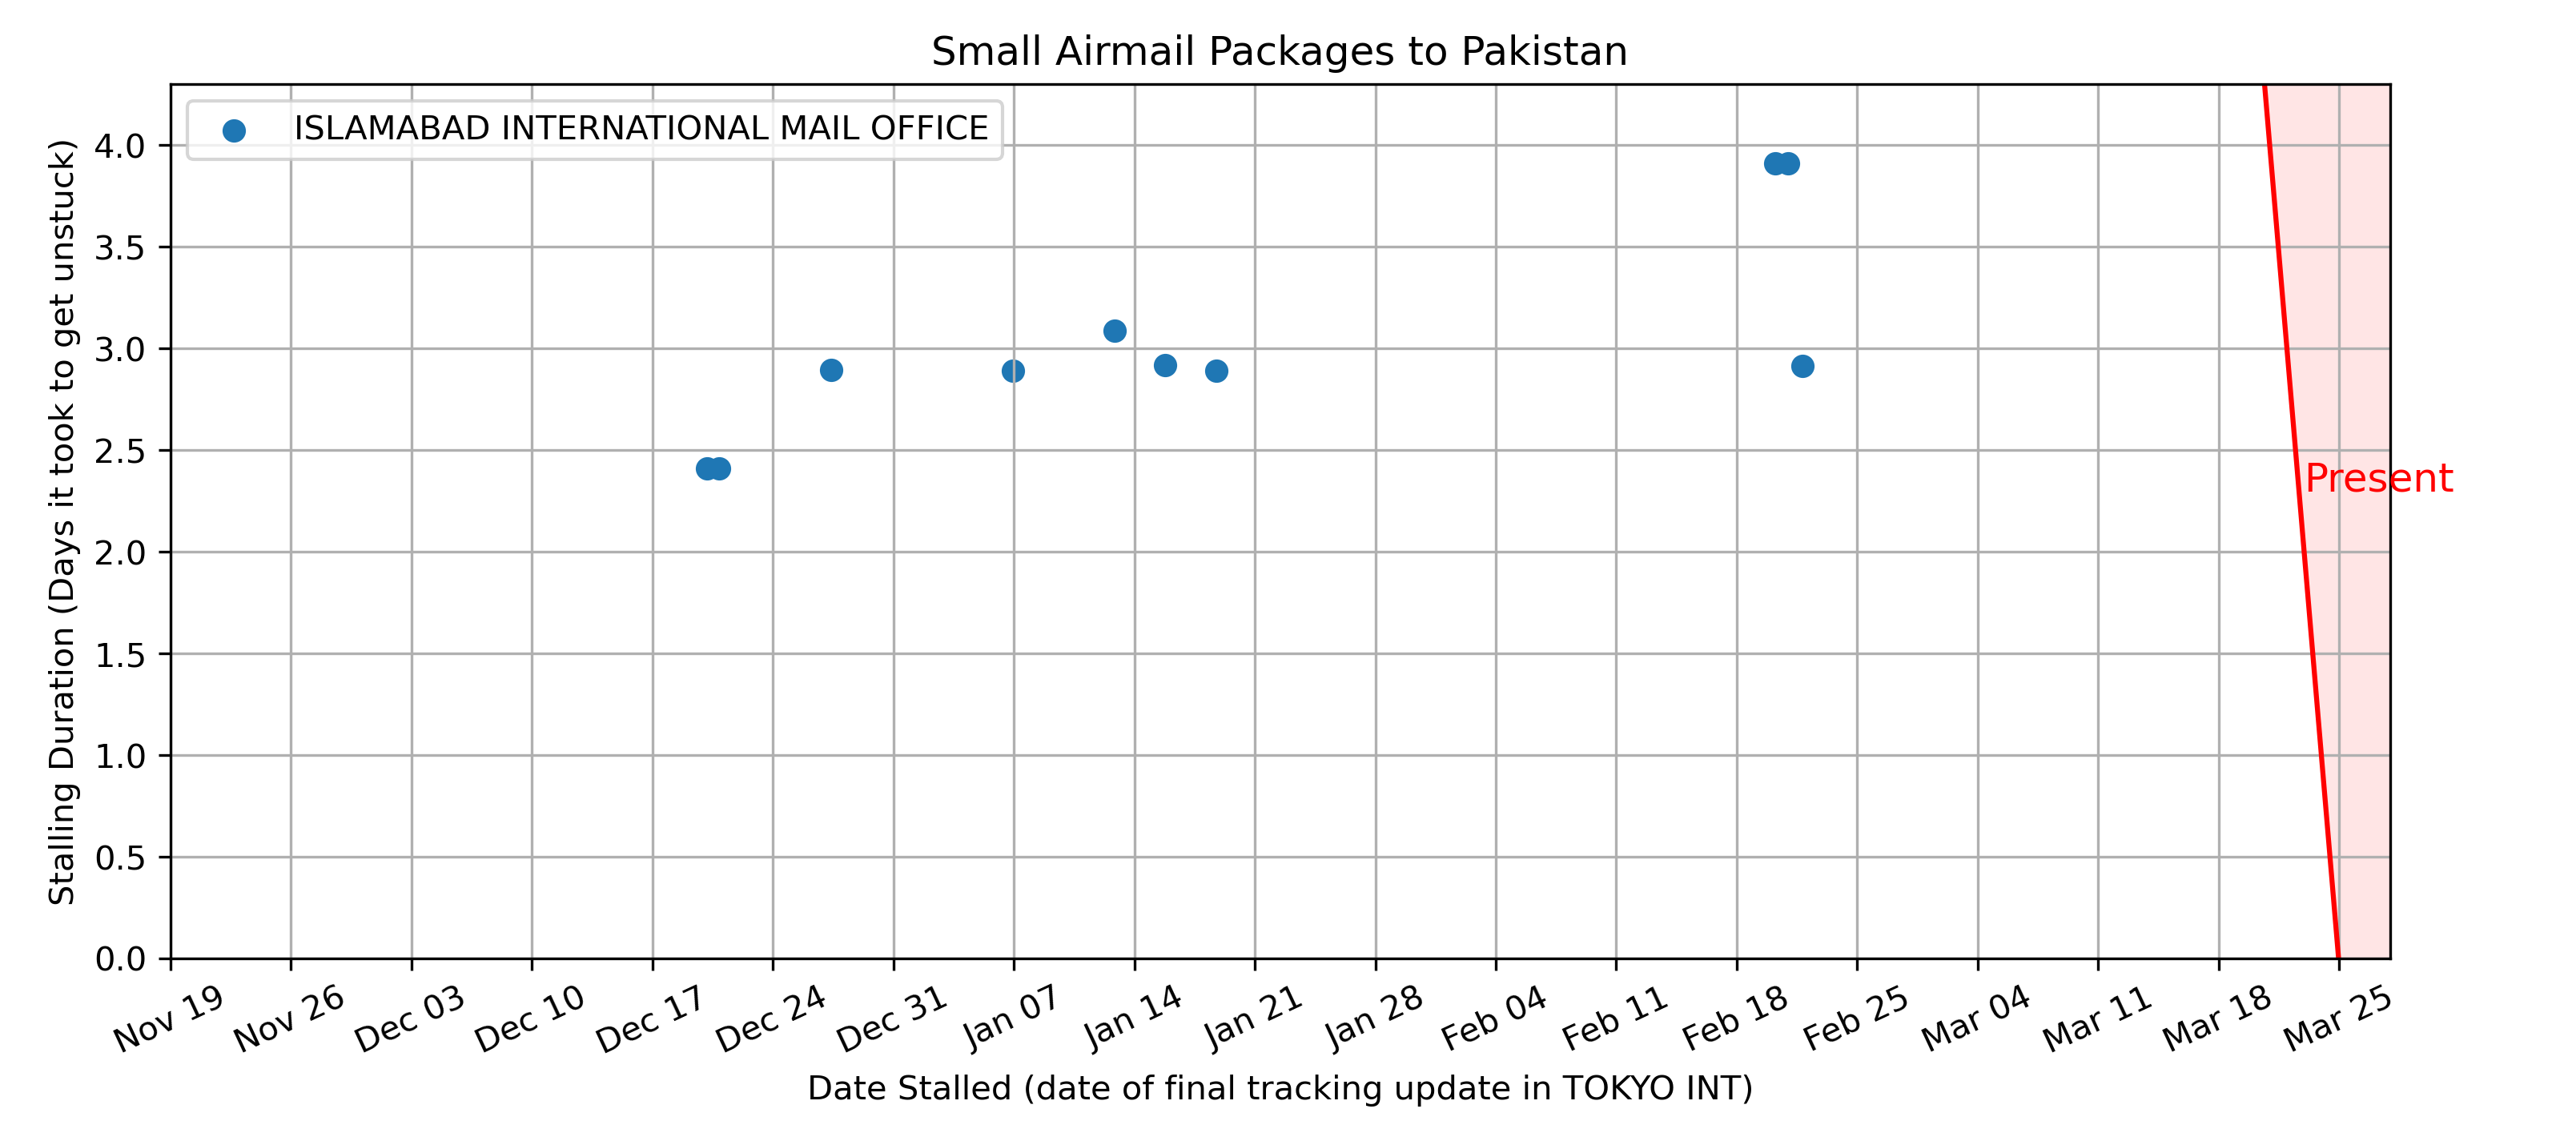 Small Airmail Packages to Pakistan
ISLAMABAD INTERNATIONAL MAIL OFFICE
Stalling Duration (Days it took to get unstuck)
4.0
3.5
3.0
2.5
2.0
1.5
1.0
0.5
0.0
Present
Nov 19
Nov 26
Dec 03
Dec 10
Dec 17
Dec 24
Dec 31
Jan 07
Jan 14
Jan 21
Jan 28
Feb 04
Feb 11
Feb 18
Feb 25
Mar 04
Mar 11
Mar 18
Mar 25
Date Stalled (date of final tracking update in TOKYO INT)